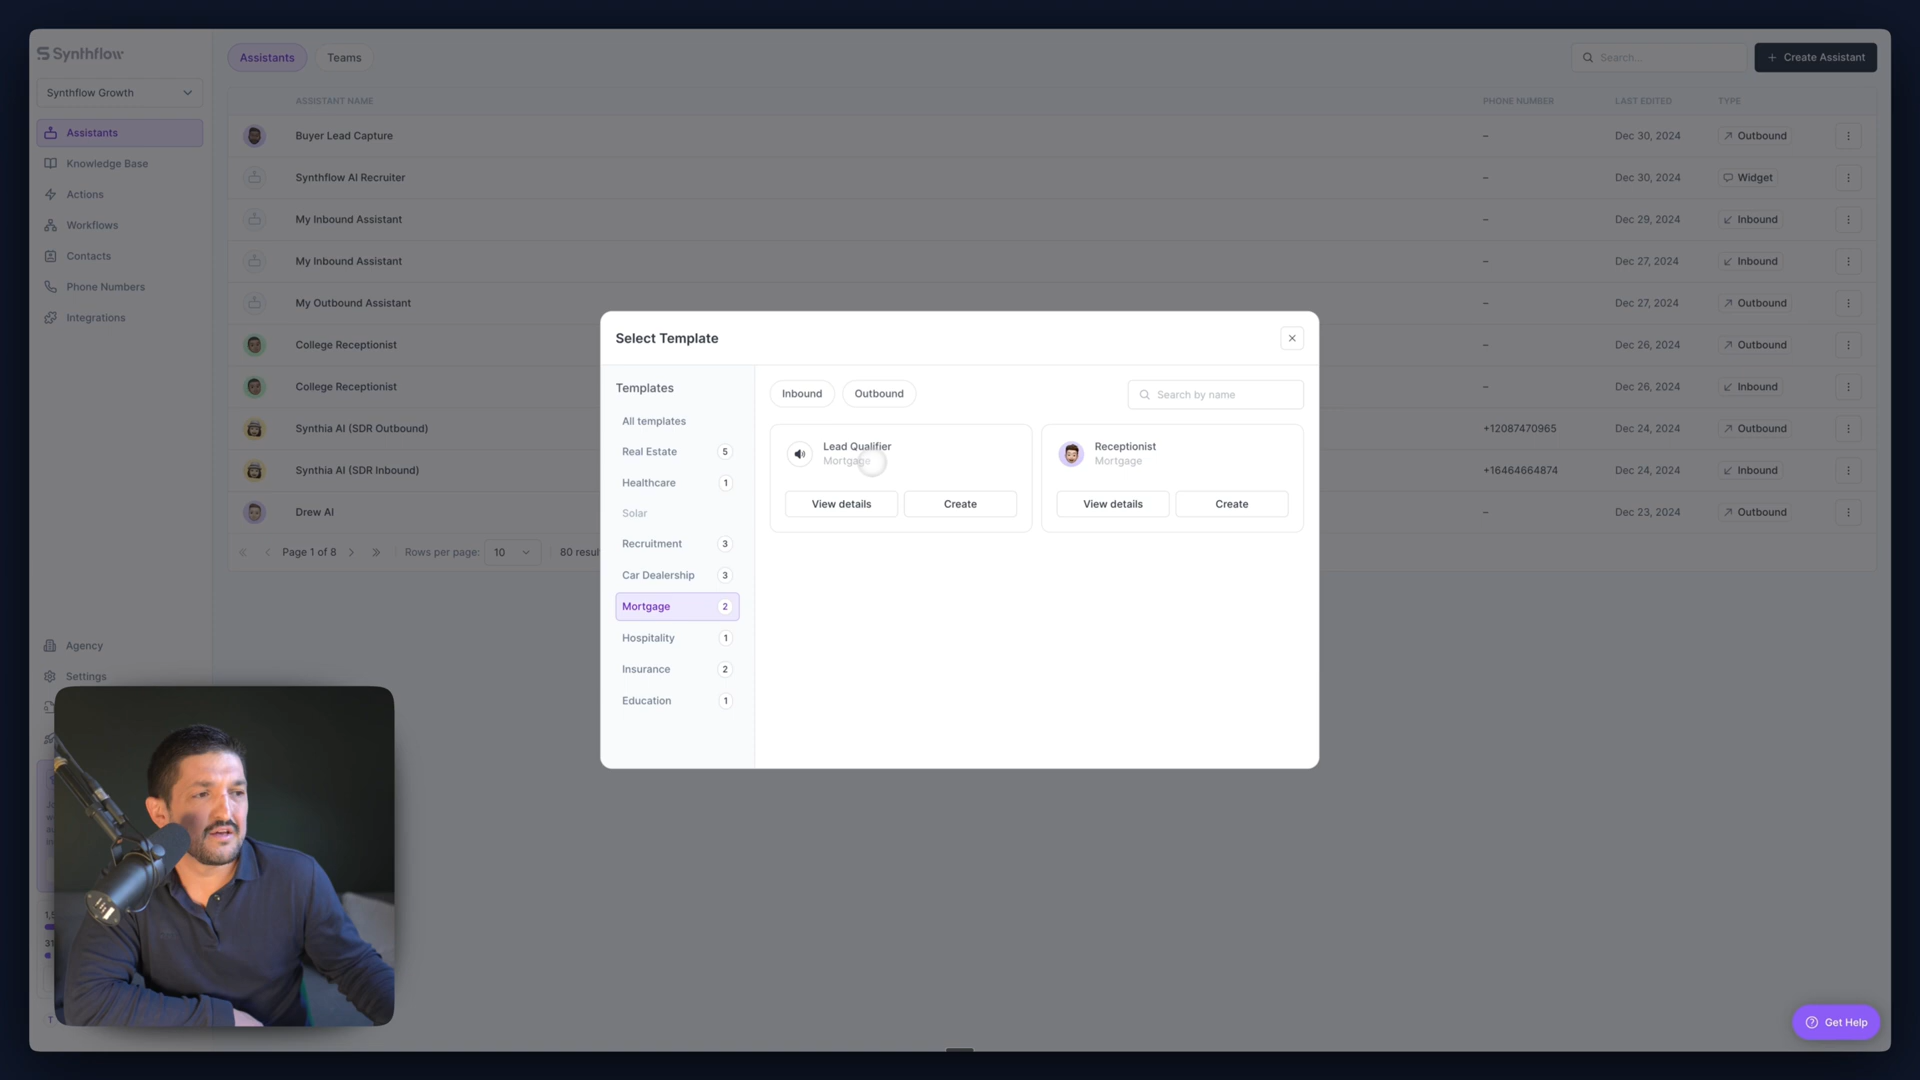 Synthflow
Assistants
Teams
Search...
+ Create Assistant
Synthflow Growth
ASSISTANT NAME
PHONE NUMBER
LAST EDITED
TYPE
Assistants
Knowledge Base
Actions
Workflows
Contacts
Phone Numbers
Integrations
Buyer Lead Capture
–
Dec 30, 2024
Outbound
Synthflow AI Recruiter
–
Dec 30, 2024
Widget
My Inbound Assistant
–
Dec 29, 2024
Inbound
My Inbound Assistant
–
Dec 27, 2024
Inbound
My Outbound Assistant
–
Dec 27, 2024
Outbound
College Receptionist
–
Dec 26, 2024
Outbound
College Receptionist
–
Dec 26, 2024
Inbound
Synthia AI (SDR Outbound)
+12087470965
Dec 24, 2024
Outbound
Synthia AI (SDR Inbound)
+16464664874
Dec 24, 2024
Inbound
Drew AI
–
Dec 23, 2024
Outbound
Page 1 of 8
Rows per page:
10
80 resul
Select Template
Templates
All templates
Real Estate 5
Healthcare 1
Solar
Recruitment 3
Car Dealership 3
Mortgage 2
Hospitality 1
Insurance 2
Education 1
Inbound
Outbound
Search by name
Lead Qualifier
Mortgage
View details
Create
Receptionist
Mortgage
View details
Create
Agency
Settings
Get Help